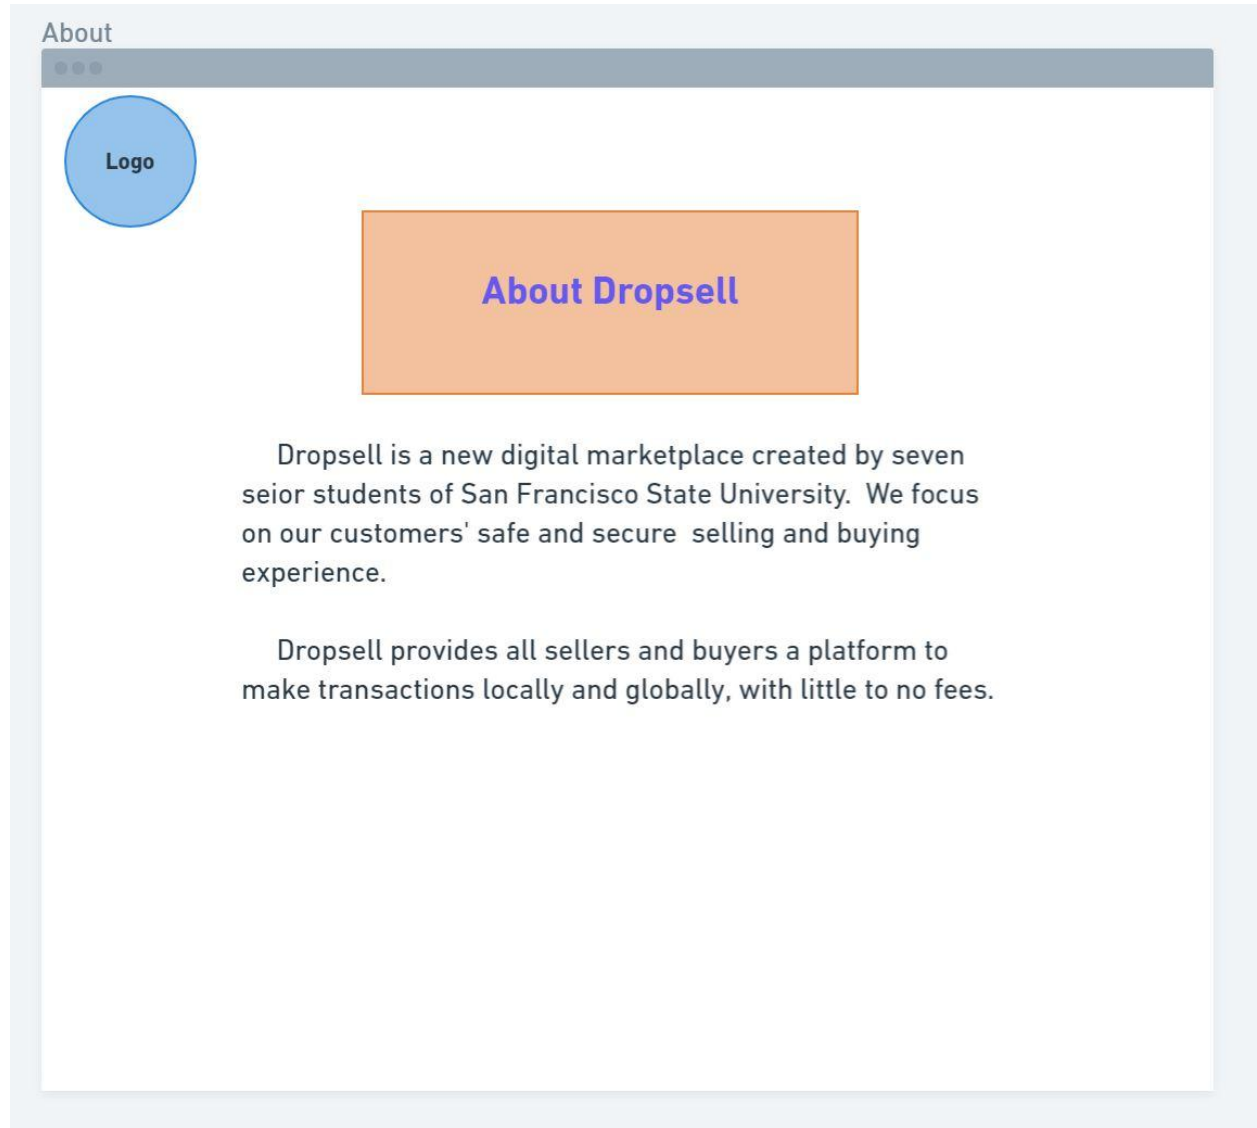 About
Logo
About Dropsell
Dropsell is a new digital marketplace created by seven
seior students of San Francisco State University.  We focus
on our customers' safe and secure  selling and buying
experience.
Dropsell provides all sellers and buyers a platform to
make transactions locally and globally, with little to no fees.